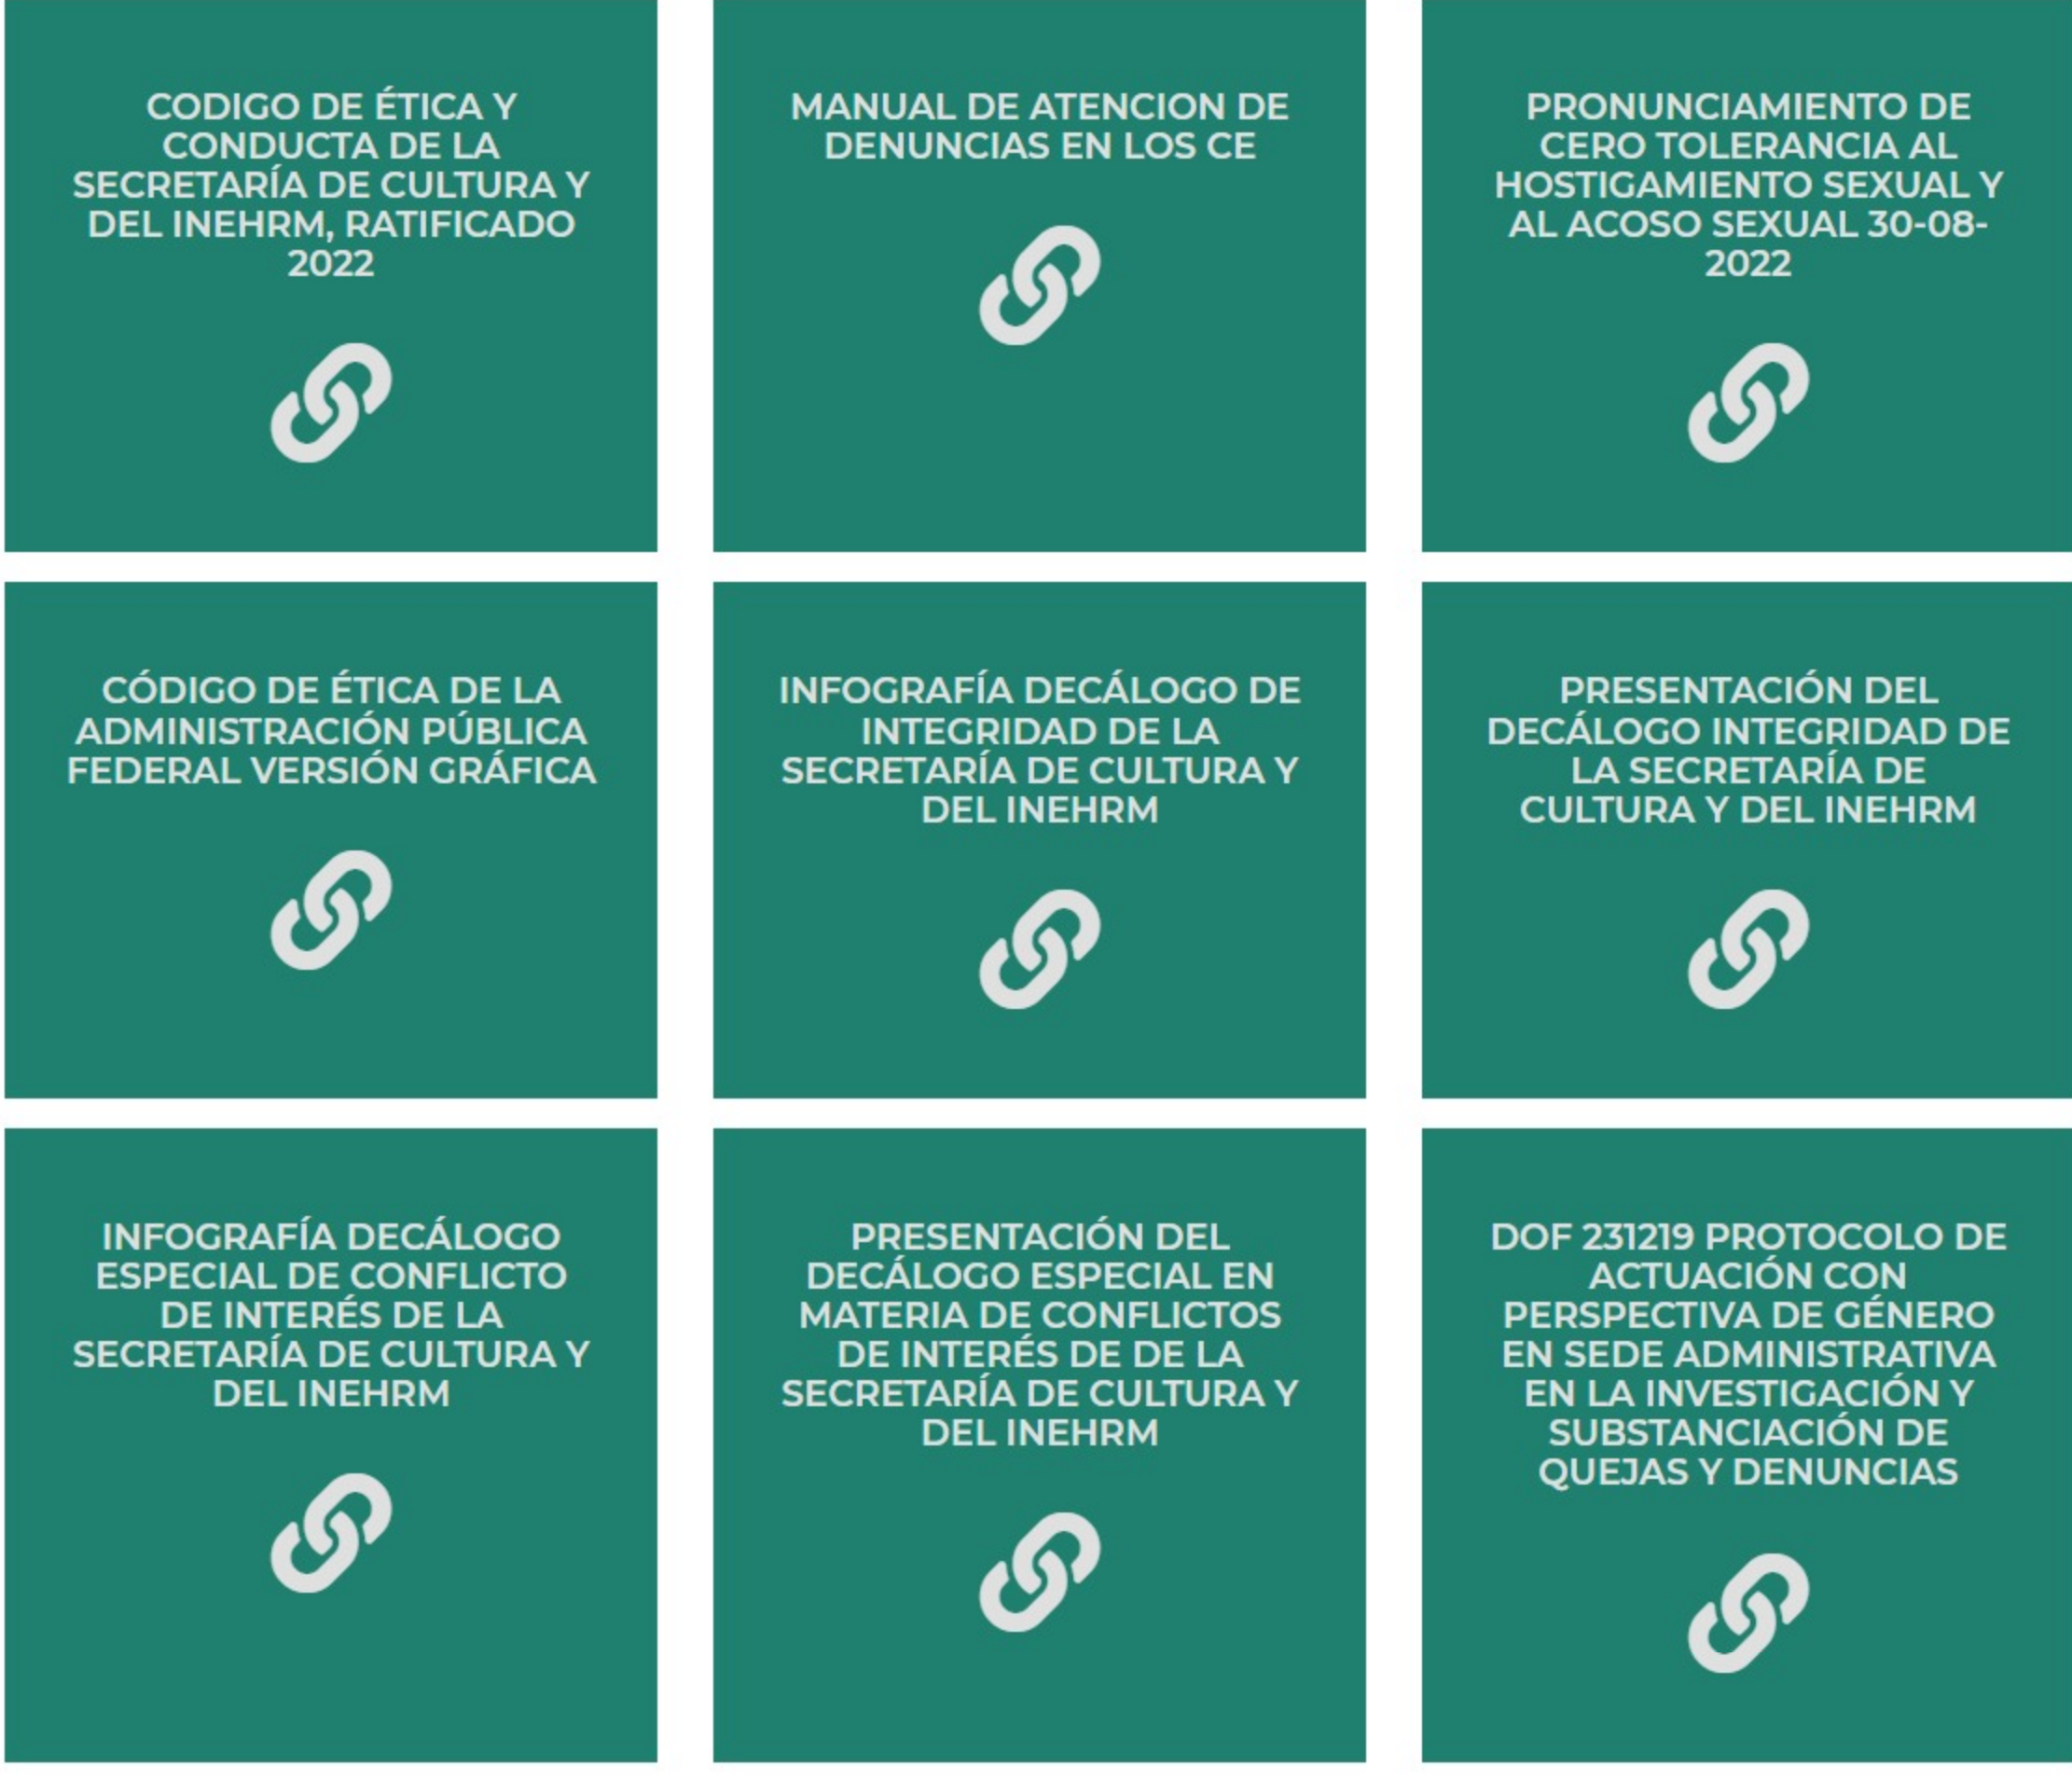 CODIGO DE ÉTICA Y
CONDUCTA DE LA
SECRETARÍA DE CULTURA Y
DEL INEHRM, RATIFICADO
2022
MANUAL DE ATENCION DE
DENUNCIAS EN LOS CE
PRONUNCIAMIENTO DE
CERO TOLERANCIA AL
HOSTIGAMIENTO SEXUAL Y
AL ACOSO SEXUAL 30-08-
2022
CÓDIGO DE ÉTICA DE LA
ADMINISTRACIÓN PÚBLICA
FEDERAL VERSIÓN GRÁFICA
INFOGRAFÍA DECÁLOGO DE
INTEGRIDAD DE LA
SECRETARÍA DE CULTURA Y
DEL INEHRM
PRESENTACIÓN DEL
DECÁLOGO INTEGRIDAD DE
LA SECRETARÍA DE
CULTURA Y DEL INEHRM
INFOGRAFÍA DECÁLOGO
ESPECIAL DE CONFLICTO
DE INTERÉS DE LA
SECRETARÍA DE CULTURA Y
DEL INEHRM
PRESENTACIÓN DEL
DECÁLOGO ESPECIAL EN
MATERIA DE CONFLICTOS
DE INTERÉS DE DE LA
SECRETARÍA DE CULTURA Y
DEL INEHRM
DOF 231219 PROTOCOLO DE
ACTUACIÓN CON
PERSPECTIVA DE GÉNERO
EN SEDE ADMINISTRATIVA
EN LA INVESTIGACIÓN Y
SUBSTANCIACIÓN DE
QUEJAS Y DENUNCIAS